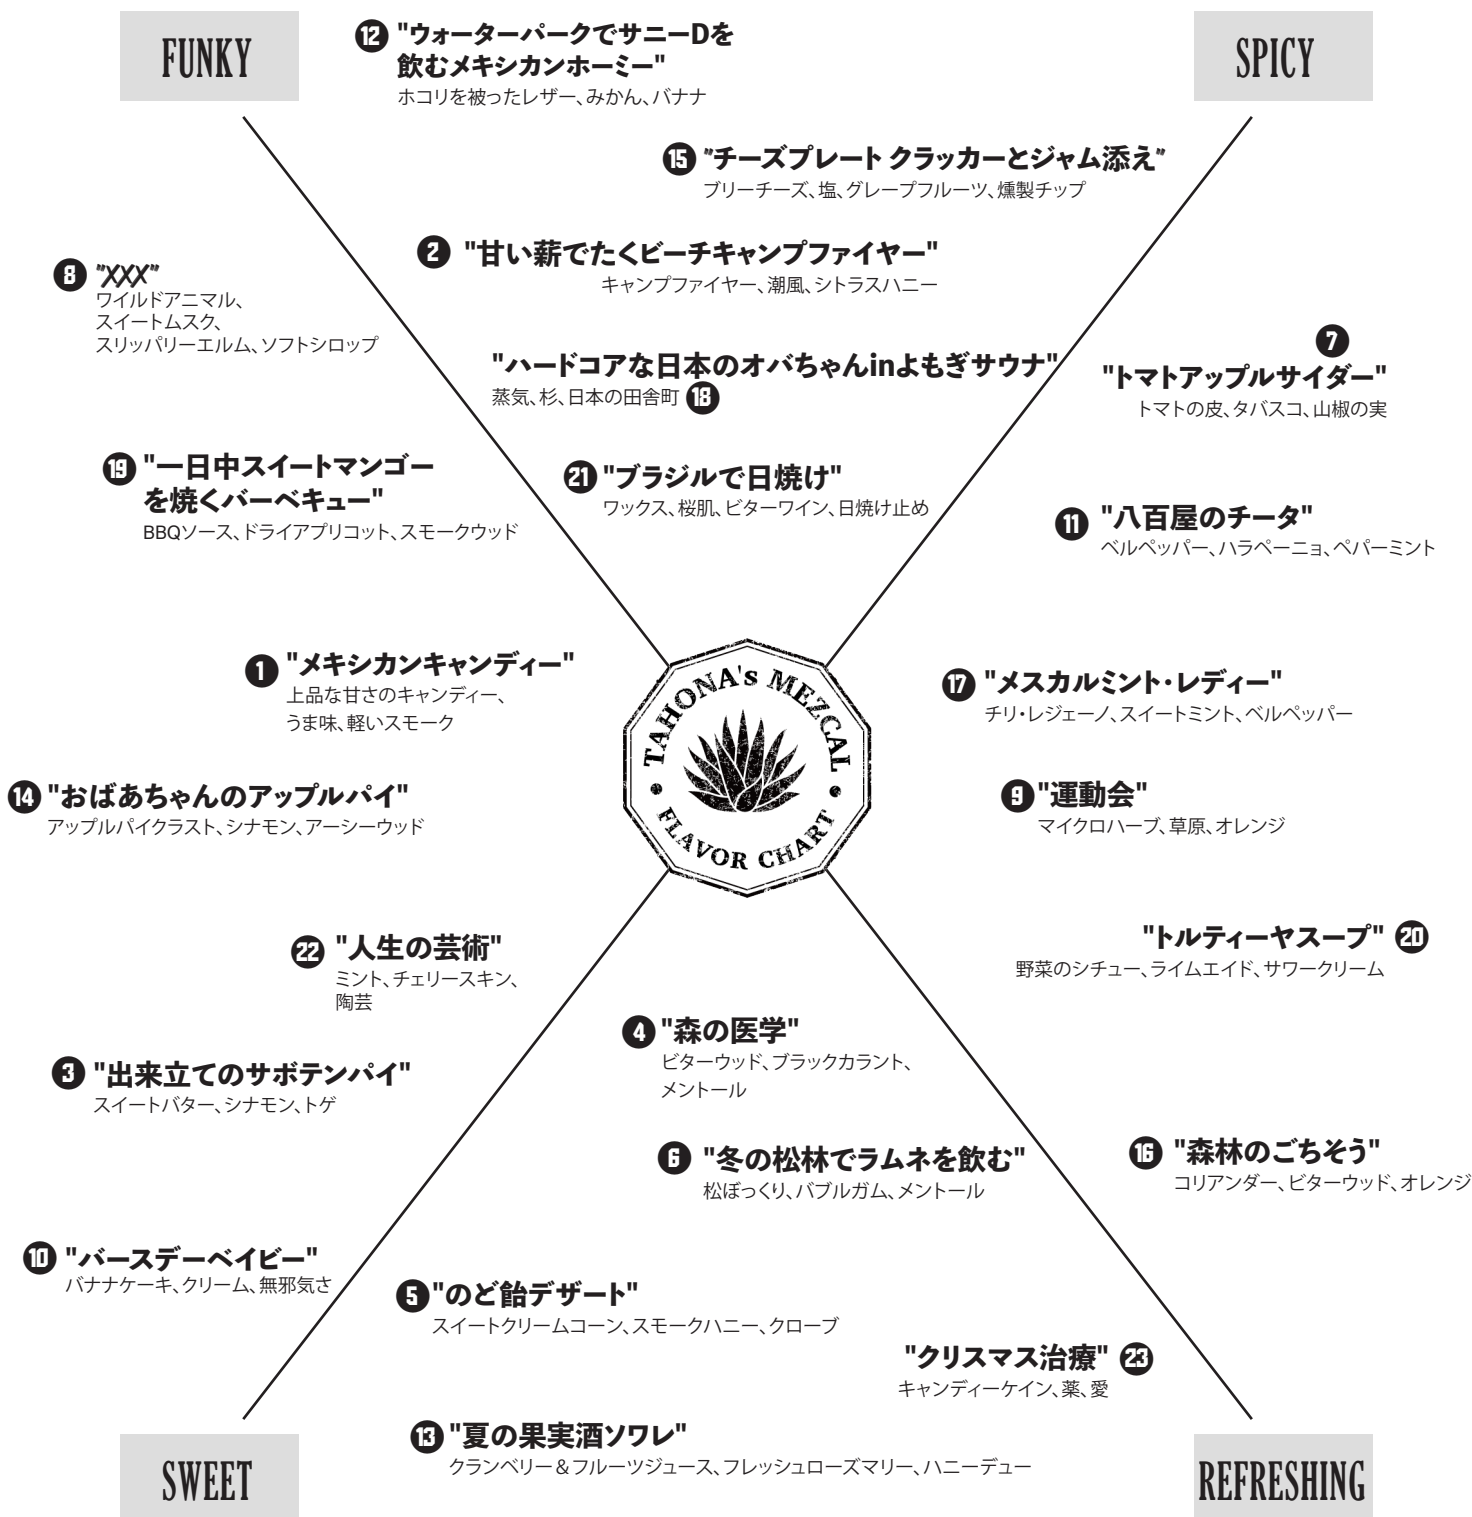 FUNKY
SPICY
12 "ウォーターパークでサニーDを
飲むメキシカンホーミー"
ホコリを被ったレザー、みかん、バナナ
15 "チーズプレート クラッカーとジャム添え"
ブリーチーズ、塩、グレープフルーツ、燻製チップ
2 "甘い薪でたくビーチキャンプファイヤー"
キャンプファイヤー、潮風、シトラスハニー
8 "XXX"
ワイルドアニマル、
スイートムスク、
スリッパリーエルム、ソフトシロップ
"ハードコアな日本のオバちゃんinよもぎサウナ"
蒸気、杉、日本の田舎町 18
7
"トマトアップルサイダー"
トマトの皮、タバスコ、山椒の実
19 "一日中スイートマンゴー
を焼くバーベキュー"
BBQソース、ドライアプリコット、スモークウッド
21 "ブラジルで日焼け"
ワックス、桜肌、ビターワイン、日焼け止め
11 "八百屋のチータ"
ベルペッパー、ハラペーニョ、ペパーミント
1 "メキシカンキャンディー"
上品な甘さのキャンディー、
うま味、軽いスモーク
TAHONA's MEZCAL
FLAVOR CHART
17 "メスカルミント・レディー"
チリ・レジェーノ、スイートミント、ベルペッパー
14 "おばあちゃんのアップルパイ"
アップルパイクラスト、シナモン、アーシーウッド
9 "運動会"
マイクロハーブ、草原、オレンジ
22 "人生の芸術"
ミント、チェリースキン、
陶芸
"トルティーヤスープ" 20
野菜のシチュー、ライムエイド、サワークリーム
3 "出来立てのサボテンパイ"
スイートバター、シナモン、トゲ
4 "森の医学"
ビターウッド、ブラックカラント、
メントール
6 "冬の松林でラムネを飲む"
松ぼっくり、バブルガム、メントール
16 "森林のごちそう"
コリアンダー、ビターウッド、オレンジ
10 "バースデーベイビー"
バナナケーキ、クリーム、無邪気さ
5 "のど飴デザート"
スイートクリームコーン、スモークハニー、クローブ
"クリスマス治療" 23
キャンディーケイン、薬、愛
13 "夏の果実酒ソワレ"
クランベリー&フルーツジュース、フレッシュローズマリー、ハニーデュー
SWEET
REFRESHING